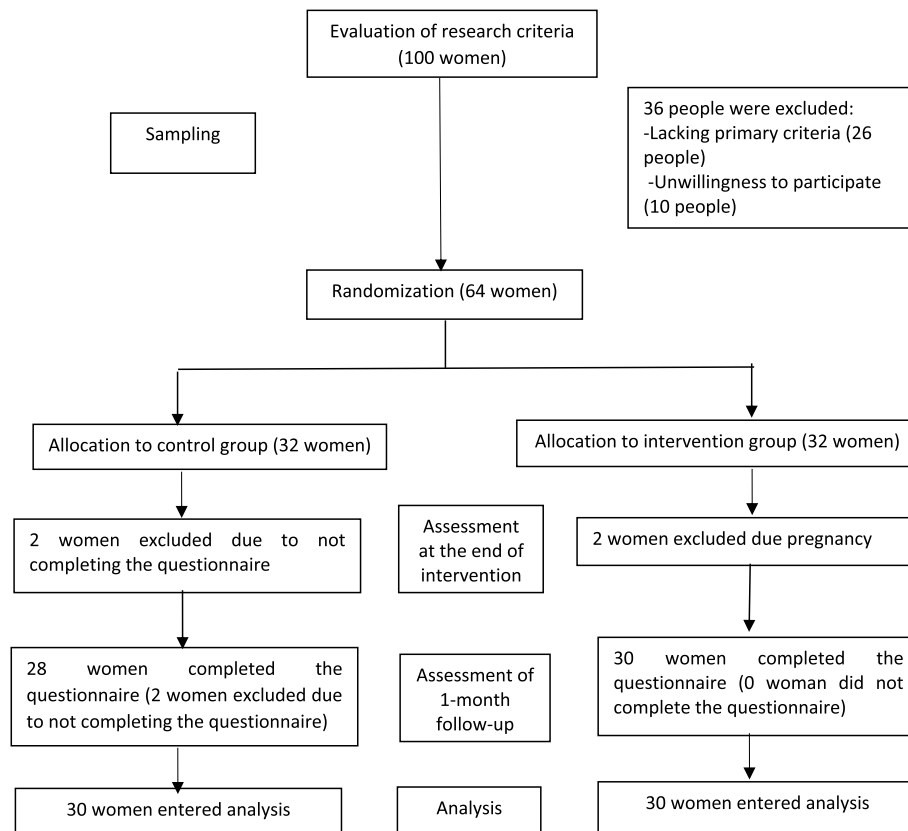 Evaluation of research criteria
(100 women)
Sampling
36 people were excluded:
-Lacking primary criteria (26
people)
-Unwillingness to participate
(10 people)
Randomization (64 women)
Allocation to control group (32 women)
Allocation to intervention group (32 women)
2 women excluded due to not
completing the questionnaire
Assessment
at the end of
intervention
2 women excluded due pregnancy
28 women completed the
questionnaire (2 women excluded due
to not completing the questionnaire)
Assessment of
1-month
follow-up
30 women completed the
questionnaire (0 woman did not
complete the questionnaire)
30 women entered analysis
Analysis
30 women entered analysis